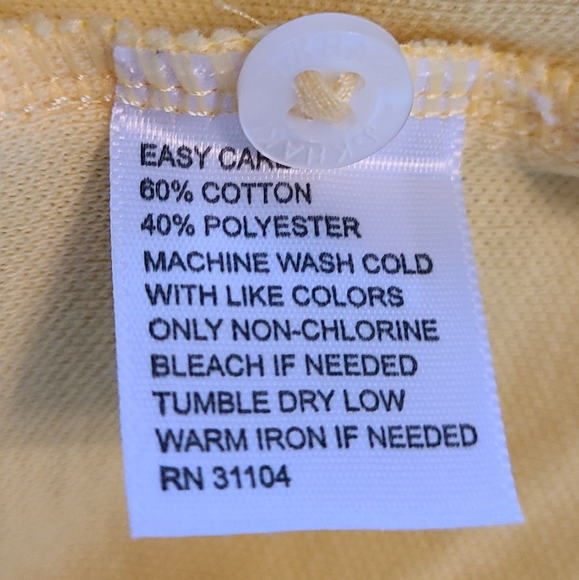 EASY CARE
60% COTTON
40% POLYESTER
MACHINE WASH COLD
WITH LIKE COLORS
ONLY NON-CHLORINE
BLEACH IF NEEDED
TUMBLE DRY LOW
WARM IRON IF NEEDED
RN 31104